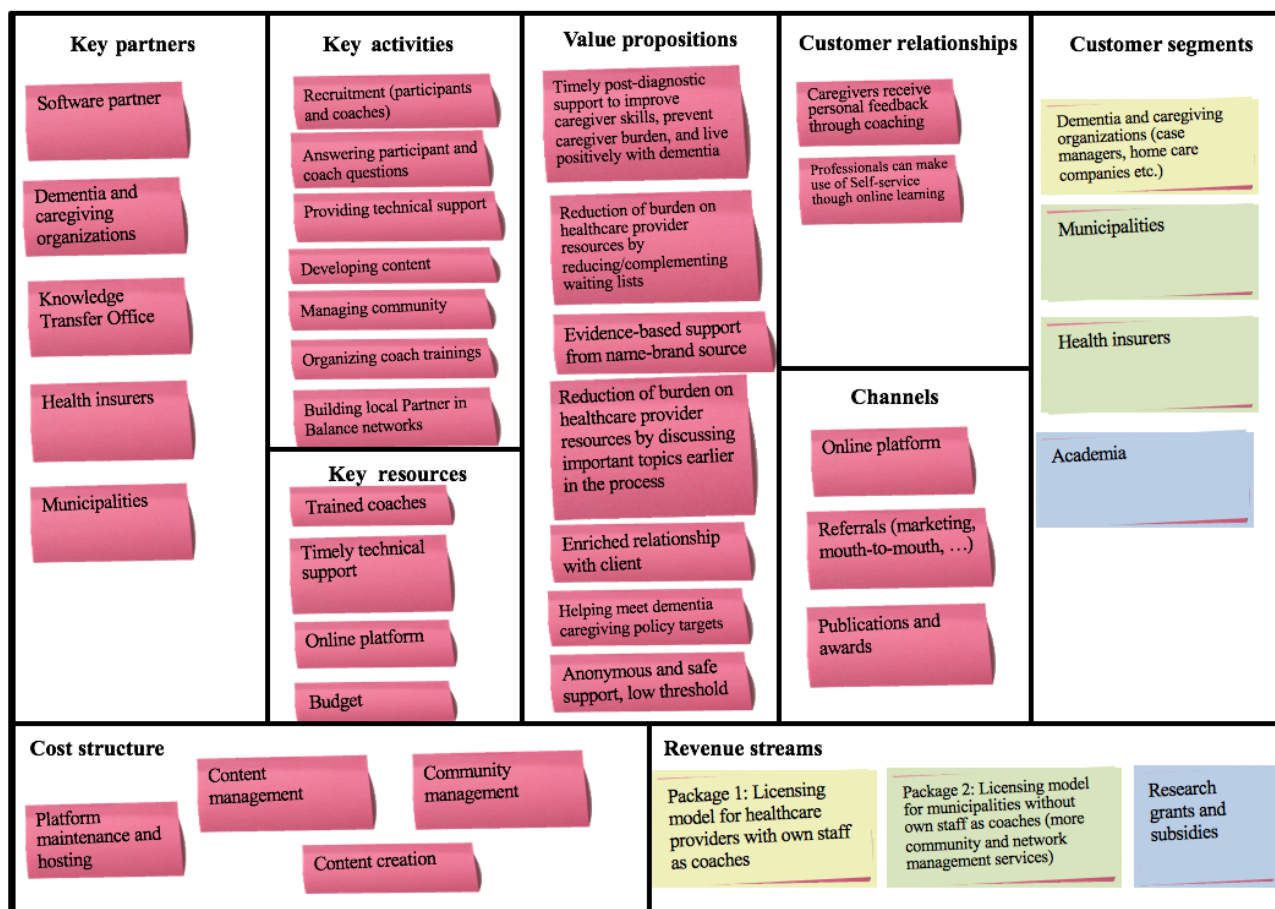 Key partners
Software partner
Dementia and
caregiving
organizations
Knowledge
Transfer Office
Health insurers
Municipalities
Key activities
Recruitment (participants
and coaches)
Answering participant and
coach questions
Providing technical support
Developing content
Managing community
Organizing coach trainings
Building local Partner in
Balance networks
Key resources
Trained coaches
Timely technical
support
Online platform
Budget
Value propositions
Timely post-diagnostic
support to improve
caregiver skills, prevent
caregiver burden, and live
positively with dementia
Reduction of burden on
healthcare provider
resources by
reducing/complementing
waiting lists
Evidence-based support
from name-brand source
Reduction of burden on
healthcare provider
resources by discussing
important topics earlier
in the process
Enriched relationship
with client
Helping meet dementia
caregiving policy targets
Anonymous and safe
support, low threshold
Customer relationships
Caregivers receive
personal feedback
through coaching
Professionals can make
use of Self-service
though online learning
Channels
Online platform
Referrals (marketing,
mouth-to-mouth, …)
Publications and
awards
Customer segments
Dementia and caregiving
organizations (case
managers, home care
companies etc.)
Municipalities
Health insurers
Academia
Cost structure
Platform
maintenance and
hosting
Content
management
Community
management
Content creation
Revenue streams
Package 1: Licensing
model for healthcare
providers with own staff
as coaches
Package 2: Licensing model
for municipalities without
own staff as coaches (more
community and network
management services)
Research
grants and
subsidies